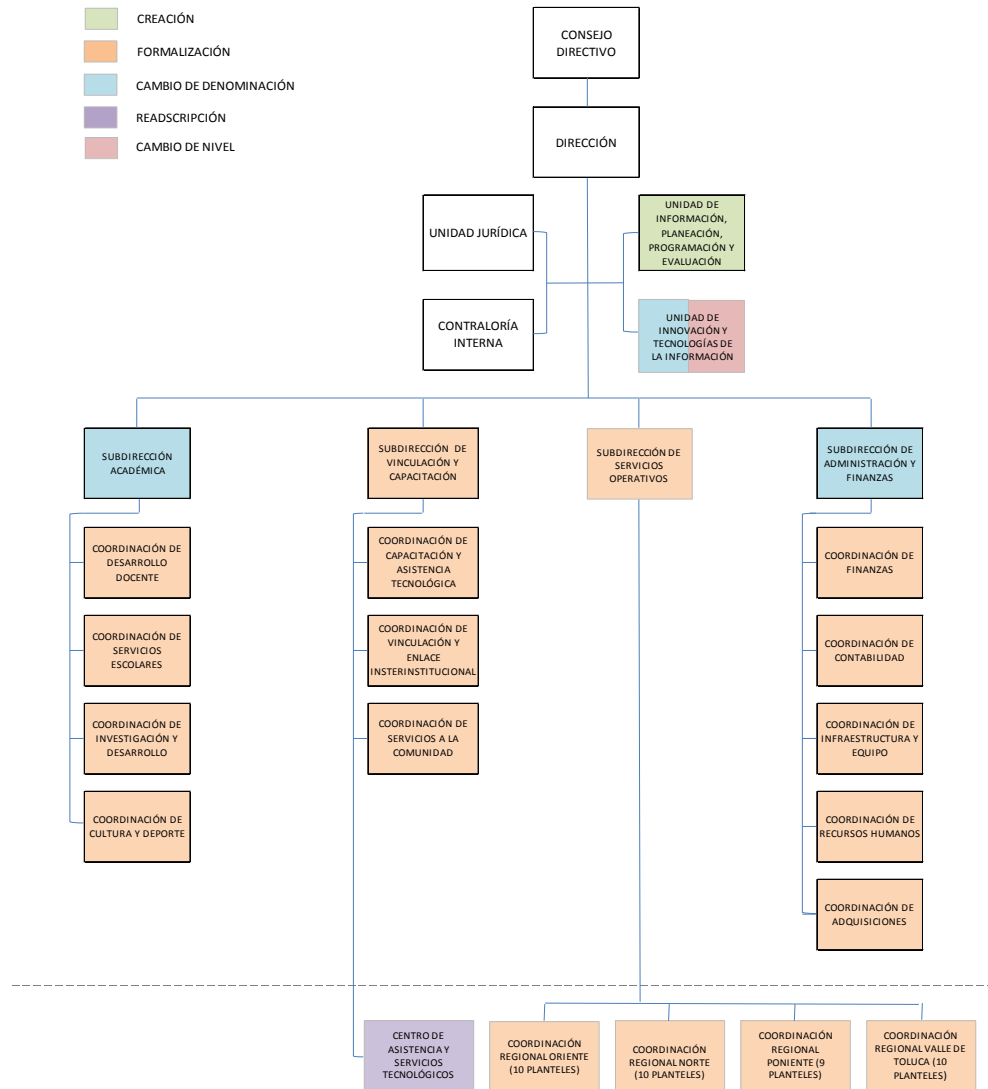 CREACIÓN
FORMALIZACIÓN
CAMBIO DE DENOMINACIÓN
READSCRIPCIÓN
CAMBIO DE NIVEL
CONSEJO
DIRECTIVO
DIRECCIÓN
UNIDAD JURÍDICA
UNIDAD DE
INFORMACIÓN,
PLANEACIÓN,
PROGRAMACIÓN Y
EVALUACIÓN
CONTRALORÍA
INTERNA
UNIDAD DE
INNOVACIÓN Y
TECNOLOGÍAS DE
LA INFORMACIÓN
SUBDIRECCIÓN
ACADÉMICA
SUBDIRECCIÓN DE
VINCULACIÓN Y
CAPACITACIÓN
SUBDIRECCIÓN DE
SERVICIOS
OPERATIVOS
SUBDIRECCIÓN DE
ADMINISTRACIÓN Y
FINANZAS
COORDINACIÓN DE
DESARROLLO
DOCENTE
COORDINACIÓN DE
SERVICIOS
ESCOLARES
COORDINACIÓN DE
INVESTIGACIÓN Y
DESARROLLO
COORDINACIÓN DE
CULTURA Y DEPORTE
COORDINACIÓN DE
CAPACITACIÓN Y
ASISTENCIA
TECNOLÓGICA
COORDINACIÓN DE
VINCULACIÓN Y
ENLACE
INSTERINSTITUCIONAL
COORDINACIÓN DE
SERVICIOS A LA
COMUNIDAD
COORDINACIÓN DE
FINANZAS
COORDINACIÓN DE
CONTABILIDAD
COORDINACIÓN DE
INFRAESTRUCTURA Y
EQUIPO
COORDINACIÓN DE
RECURSOS HUMANOS
COORDINACIÓN DE
ADQUISICIONES
CENTRO DE
ASISTENCIA Y
SERVICIOS
TECNOLÓGICOS
COORDINACIÓN
REGIONAL ORIENTE
(10 PLANTELES)
COORDINACIÓN
REGIONAL NORTE
(10 PLANTELES)
COORDINACIÓN
REGIONAL
PONIENTE (9
PLANTELES)
COORDINACIÓN
REGIONAL VALLE DE
TOLUCA (10
PLANTELES)